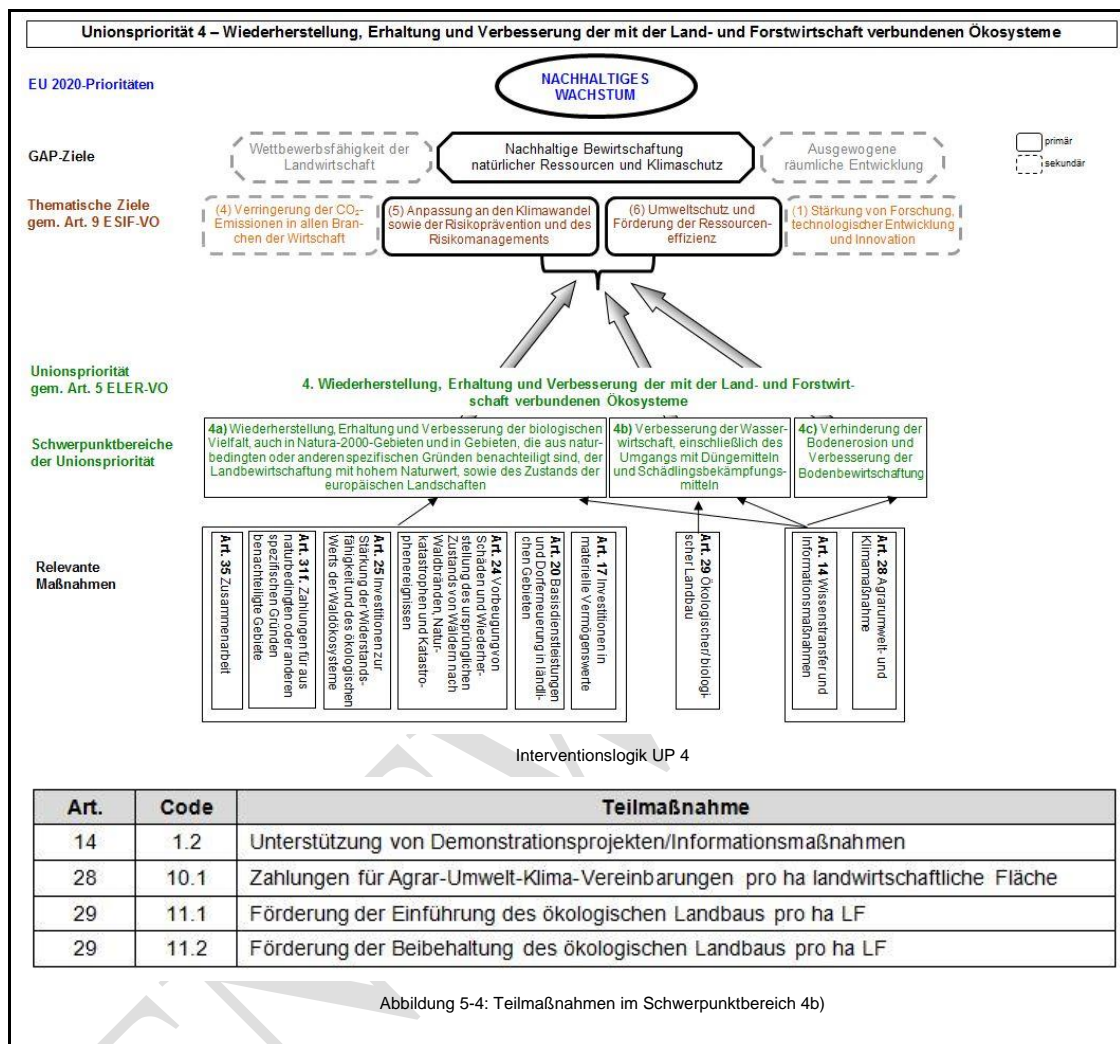 Unionspriorität 4 – Wiederherstellung, Erhaltung und Verbesserung der mit der Land- und Forstwirtschaft verbundenen Ökosysteme
EU 2020-Prioritäten
NACHHALTIGES
WACHSTUM
GAP-Ziele
Wettbewerbsfähigkeit der
Landwirtschaft
Nachhaltige Bewirtschaftung
natürlicher Ressourcen und Klimaschutz
Ausgewogene
räumliche Entwicklung
primär
sekundär
Thematische Ziele
gem. Art. 9 ESIF-VO
(4) Verringerung der CO₂-
Emissionen in allen Bran-
chen der Wirtschaft
(5) Anpassung an den Klimawandel
sowie der Risikoprävention und des
Risikomanagements
(6) Umweltschutz und
Förderung der Ressourcen-
effizienz
(1) Stärkung von Forschung,
technologischer Entwicklung
und Innovation
Unionspriorität
gem. Art. 5 ELER-VO
4. Wiederherstellung, Erhaltung und Verbesserung der mit der Land- und Forstwirt-
schaft verbundenen Ökosysteme
Schwerpunktbereiche
der Unionspriorität
4a) Wiederherstellung, Erhaltung und Verbesserung der biologischen
Vielfalt, auch in Natura-2000-Gebieten und in Gebieten, die aus natur-
bedingten oder anderen spezifischen Gründen benachteiligt sind, der
Landbewirtschaftung mit hohem Naturwert, sowie des Zustands der
europäischen Landschaften
4b) Verbesserung der Wasser-
wirtschaft, einschließlich des
Umgangs mit Düngemitteln
und Schädlingsbekämpfungs-
mitteln
4c) Verhinderung der
Bodenerosion und
Verbesserung der
Bodenbewirtschaftung
Relevante
Maßnahmen
Art. 35 Zusammenarbeit
Art. 31f. Zahlungen für aus
naturbedingten oder anderen
spezifischen Gründen
benachteiligte Gebiete
Art. 25 Investitionen zur
Stärkung der Widerstands-
fähigkeit und des ökologischen
Werts der Waldökosysteme
Art. 24 Vorbeugung von
Schäden und Wiederher-
stellung des ursprünglichen
Zustands von Wäldern nach
Waldbränden, Natur-
katastrophen und Katastro-
phenereignissen
Art. 20 Basisdienstleistungen
und Dorferneuerung in ländli-
chen Gebieten
Art. 17 Investitionen in
materielle Vermögenswerte
Art. 29 Ökologischer/biologi-
scher Landbau
Art. 14 Wissenstransfer und
Informationsmaßnahmen
Art. 28 Agrarumwelt- und
Klimamaßnahme
Interventionslogik UP 4
Art. Code Teilmaßnahme
14 1.2 Unterstützung von Demonstrationsprojekten/Informationsmaßnahmen
28 10.1 Zahlungen für Agrar-Umwelt-Klima-Vereinbarungen pro ha landwirtschaftliche Fläche
29 11.1 Förderung der Einführung des ökologischen Landbaus pro ha LF
29 11.2 Förderung der Beibehaltung des ökologischen Landbaus pro ha LF
Abbildung 5-4: Teilmaßnahmen im Schwerpunktbereich 4b)